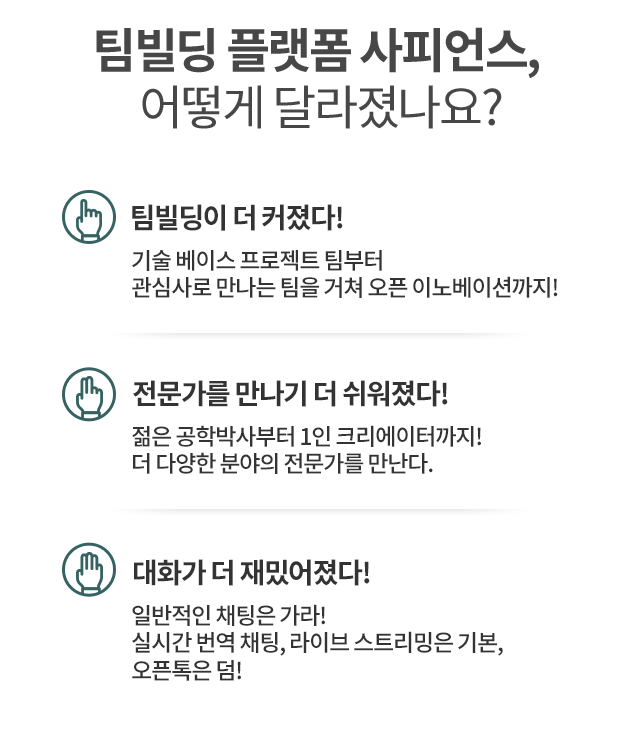 팀빌딩 플랫폼 사피언스,
어떻게 달라졌나요?
팀빌딩이 더 커졌다!
기술 베이스 프로젝트 팀부터
관심사로 만나는 팀을 거쳐 오픈 이노베이션까지!
전문가를 만나기 더 쉬워졌다!
젊은 공학박사부터 1인 크리에이터까지!
더 다양한 분야의 전문가를 만난다.
대화가 더 재밌어졌다!
일반적인 채팅은 가라!
실시간 번역 채팅, 라이브 스트리밍은 기본,
오픈톡은 덤!